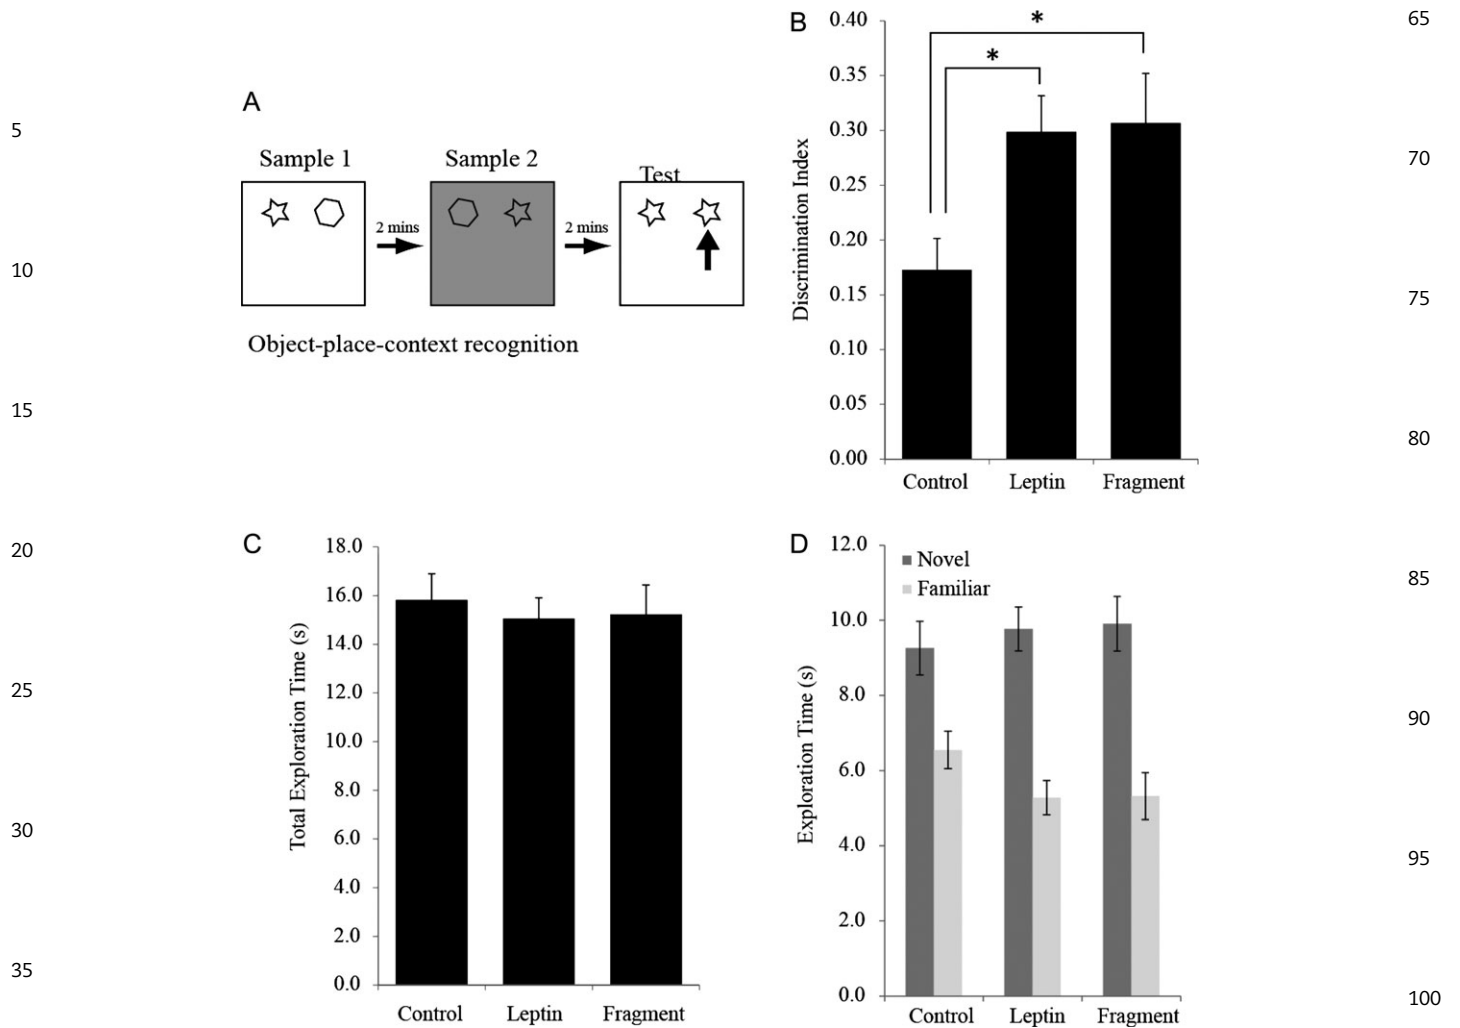 5
10
15
20
25
30
35
A
Sample 1
Sample 2
Test
2 mins
2 mins
Object-place-context recognition
B
Discrimination Index
0.40
0.35
0.30
0.25
0.20
0.15
0.10
0.05
0.00
*
*
Control Leptin Fragment
C
Total Exploration Time (s)
18.0
16.0
14.0
12.0
10.0
8.0
6.0
4.0
2.0
0.0
Control Leptin Fragment
D
Exploration Time (s)
12.0
10.0
8.0
6.0
4.0
2.0
0.0
Novel
Familiar
Control Leptin Fragment
65
70
75
80
85
90
95
100